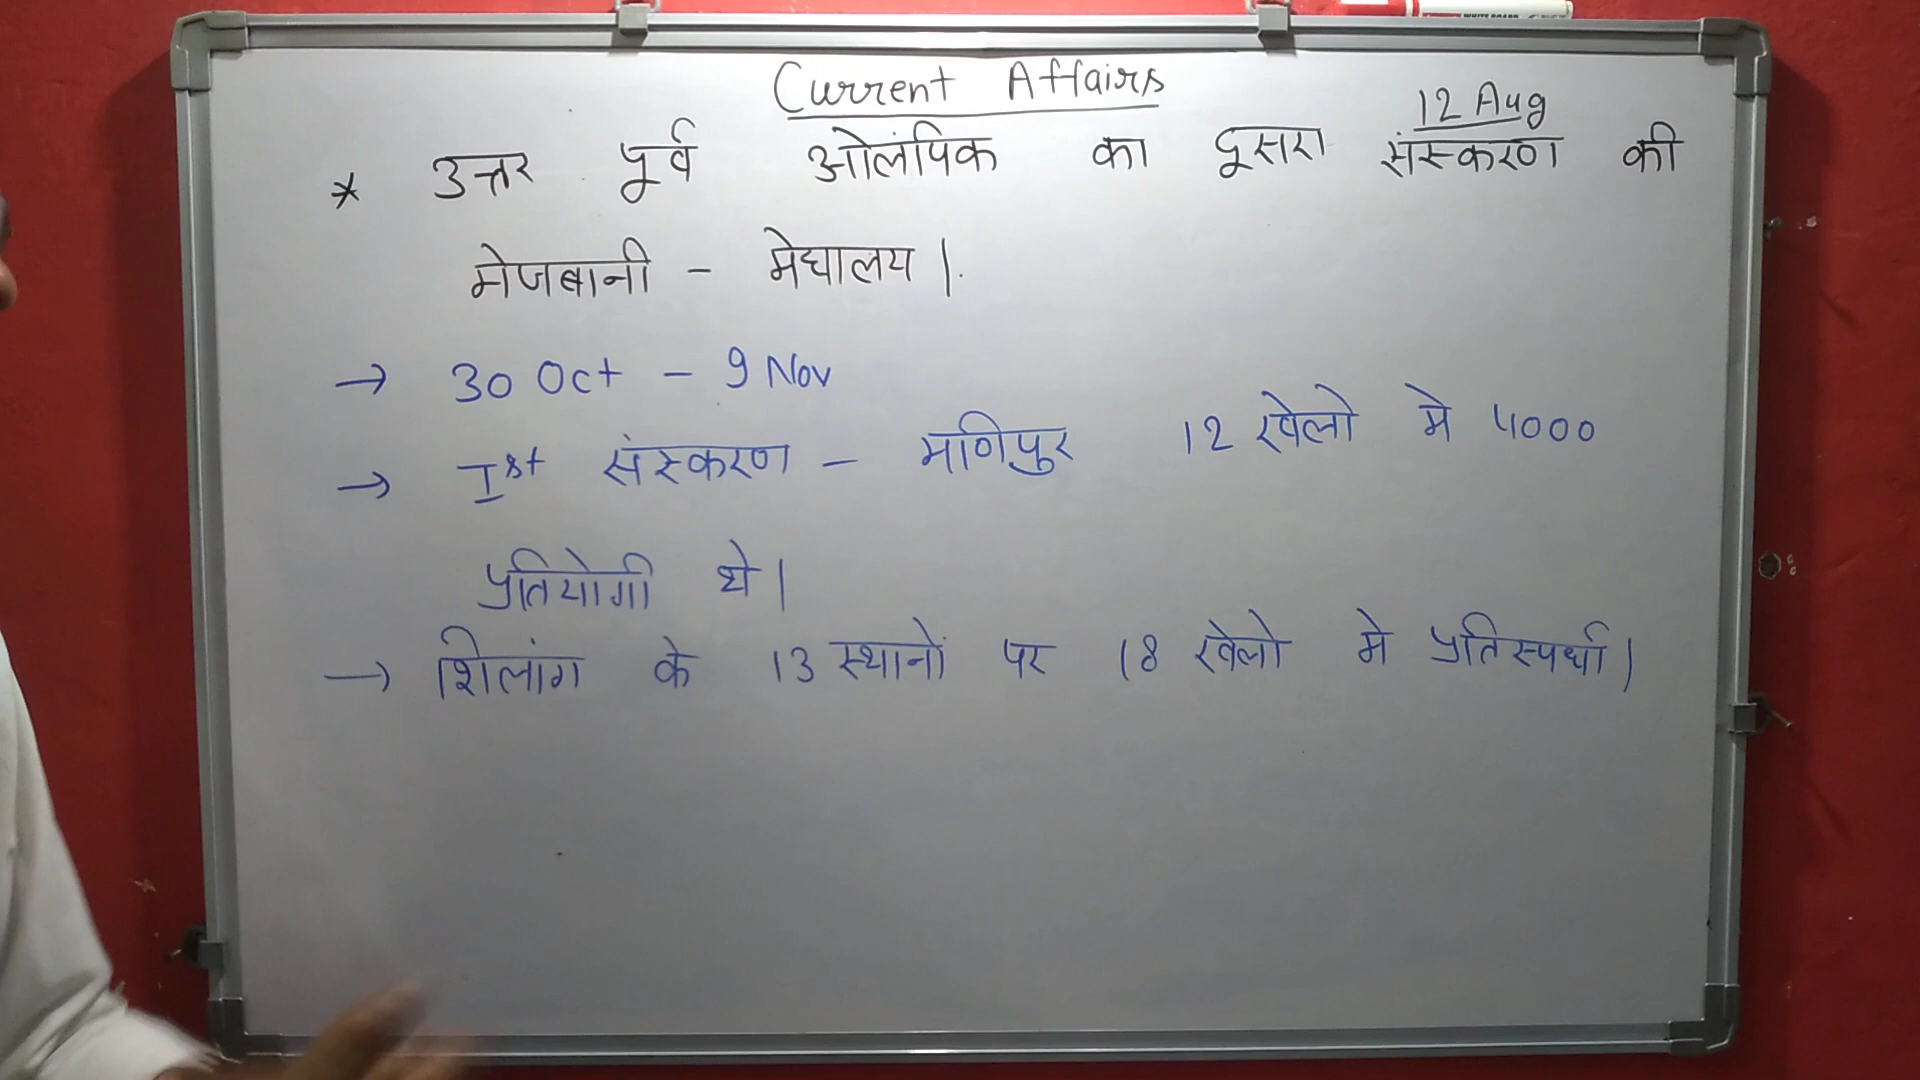 Current Affairs
12 Aug
* उत्तर पूर्व ओलंपिक का दूसरा संस्करण की
मेजबानी - मेघालय |.
→ 30 Oct - 9 Nov
→ Ist संस्करण - मणिपुर 12 खेलो मे 4000
प्रतियोगी थे |
→ शिलांग के 13 स्थानों पर 18 खेलो मे प्रतिस्पर्धा |